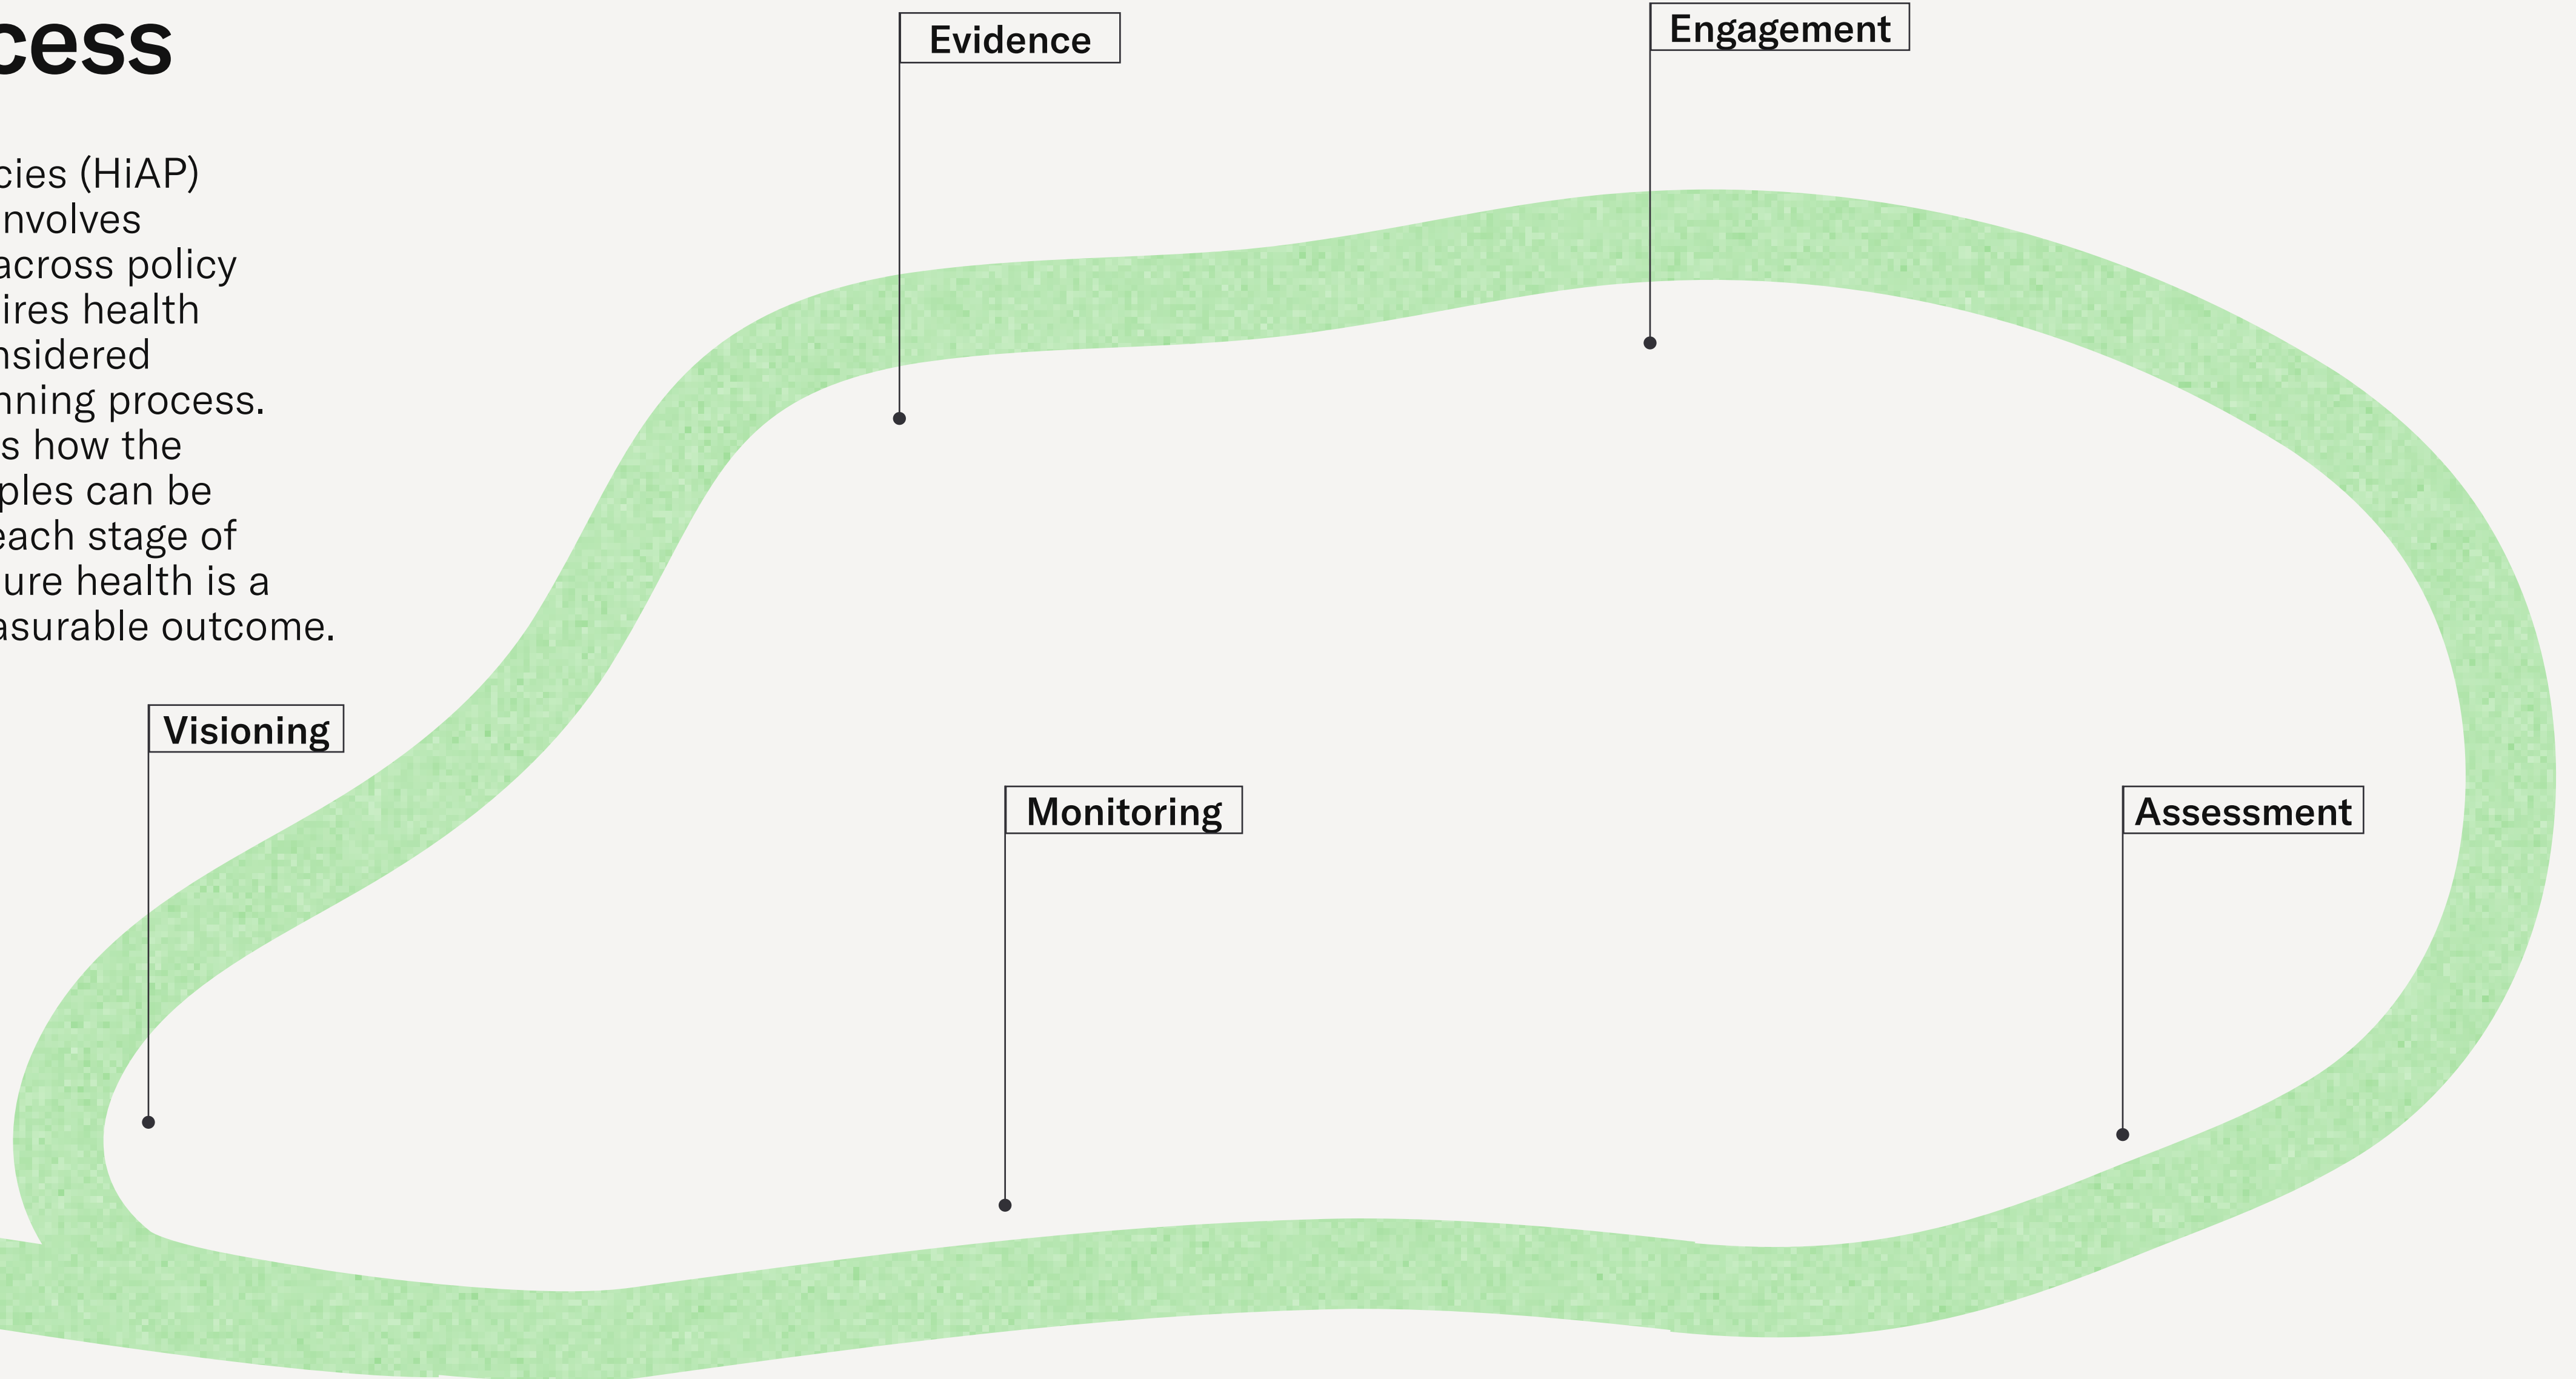 cess
cies (HiAP)
nvolves
across policy
ires health
nsidered
nning process.
s how the
ples can be
each stage of
ure health is a
asurable outcome.
Evidence
Engagement
Visioning
Monitoring
Assessment